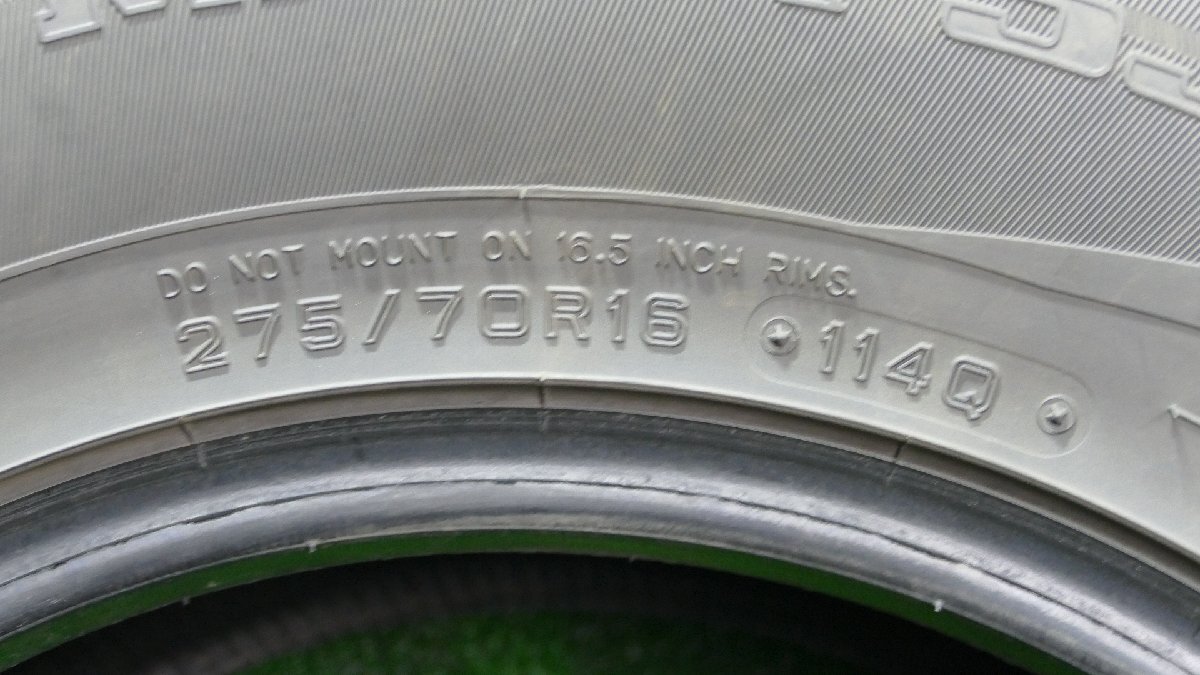 DO NOT MOUNT ON 16.5 INCH RIMS.
275/70R16 114Q